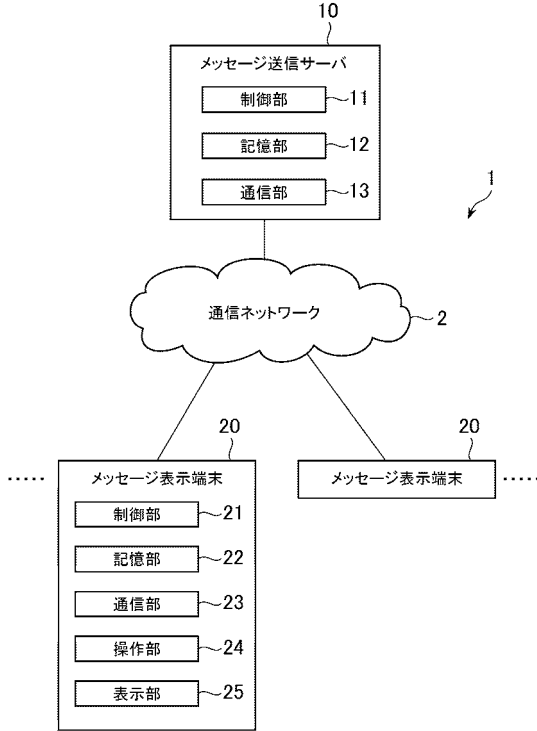 10
メッセージ送信サーバ
制御部 11
記憶部 12
通信部 13
1
通信ネットワーク 2
20 20
‥‥‥ メッセージ表示端末 メッセージ表示端末 ‥‥‥
制御部 21
記憶部 22
通信部 23
操作部 24
表示部 25